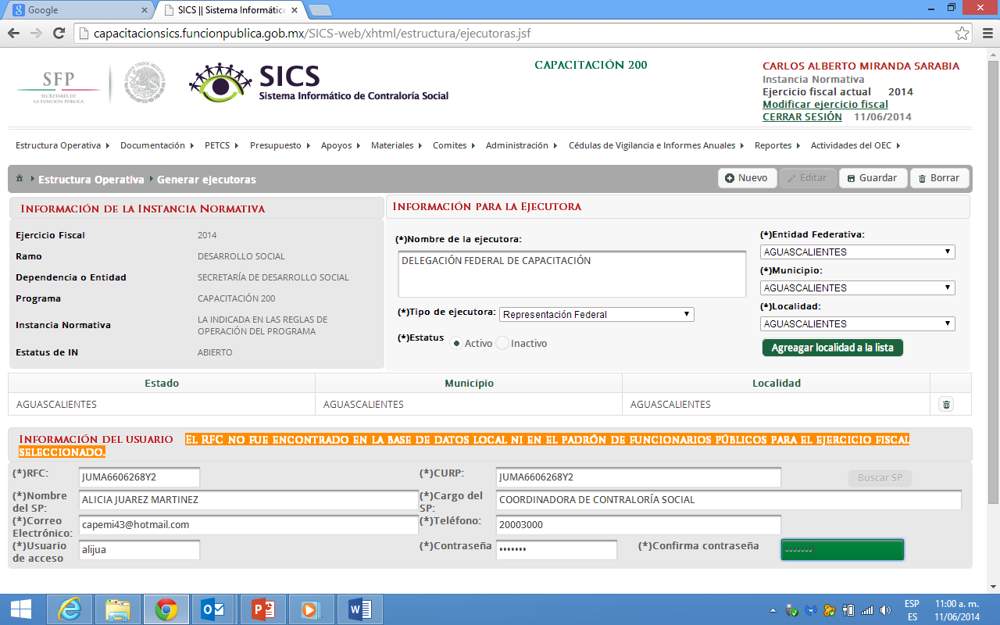 Google
SICS || Sistema Informátic
capacitacionsics.funcionpublica.gob.mx/SICS-web/xhtml/estructura/ejecutoras.jsf
SFP
SECRETARÍA DE
LA FUNCIÓN PÚBLICA
SICS
Sistema Informático de Contraloría Social
CAPACITACIÓN 200
CARLOS ALBERTO MIRANDA SARABIA
Instancia Normativa
Ejercicio fiscal actual 2014
Modificar ejercicio fiscal
CERRAR SESIÓN 11/06/2014
Estructura Operativa Documentación PETCS Presupuesto Apoyos Materiales Comites Administración Cédulas de Vigilancia e Informes Anuales Reportes Actividades del OEC
Estructura Operativa Generar ejecutoras
Nuevo Editar Guardar Borrar
Información de la Instancia Normativa
Ejercicio Fiscal 2014
Ramo DESARROLLO SOCIAL
Dependencia o Entidad SECRETARÍA DE DESARROLLO SOCIAL
Programa CAPACITACIÓN 200
Instancia Normativa LA INDICADA EN LAS REGLAS DE
OPERACIÓN DEL PROGRAMA
Estatus de IN ABIERTO
Información para la Ejecutora
(*)Nombre de la ejecutora:
DELEGACIÓN FEDERAL DE CAPACITACIÓN
(*)Tipo de ejecutora: Representación Federal
(*)Estatus Activo Inactivo
(*)Entidad Federativa:
AGUASCALIENTES
(*)Municipio:
AGUASCALIENTES
(*)Localidad:
AGUASCALIENTES
Agreagar localidad a la lista
Estado Municipio Localidad
AGUASCALIENTES AGUASCALIENTES AGUASCALIENTES
Información del usuario El RFC no fue encontrado en la base de datos local ni en el padrón de funcionarios públicos para el ejercicio fiscal
seleccionado.
(*)RFC: JUMA6606268Y2 (*)CURP: JUMA6606268Y2 Buscar SP
(*)Nombre
del SP: ALICIA JUAREZ MARTINEZ
(*)Cargo del
SP: COORDINADORA DE CONTRALORÍA SOCIAL
(*)Correo
Electrónico: capemi43@hotmail.com
(*)Teléfono: 20003000
(*)Usuario
de acceso alijua
(*)Contraseña ••••••• (*)Confirma contraseña •••••••
ESP 11:00 a. m.
ES 11/06/2014